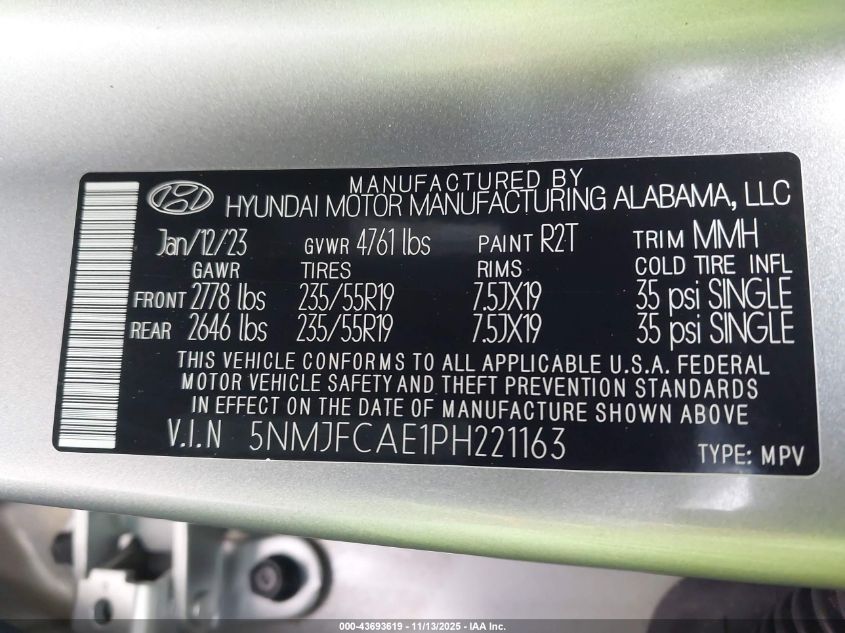 MANUFACTURED BY
HYUNDAI MOTOR MANUFACTURING ALABAMA, LLC
Jan/12/23 GVWR 4761 lbs PAINT R2T TRIM MMH
GAWR TIRES RIMS COLD TIRE INFL
FRONT 2778 lbs 235/55R19 7.5JX19 35 psi SINGLE
REAR 2646 lbs 235/55R19 7.5JX19 35 psi SINGLE
THIS VEHICLE CONFORMS TO ALL APPLICABLE U.S.A. FEDERAL
MOTOR VEHICLE SAFETY AND THEFT PREVENTION STANDARDS
IN EFFECT ON THE DATE OF MANUFACTURING SHOWN ABOVE
V.I.N 5NMJFCAE1PH221163 TYPE: MPV
000-43693619 - 11/13/2025 - IAA Inc.